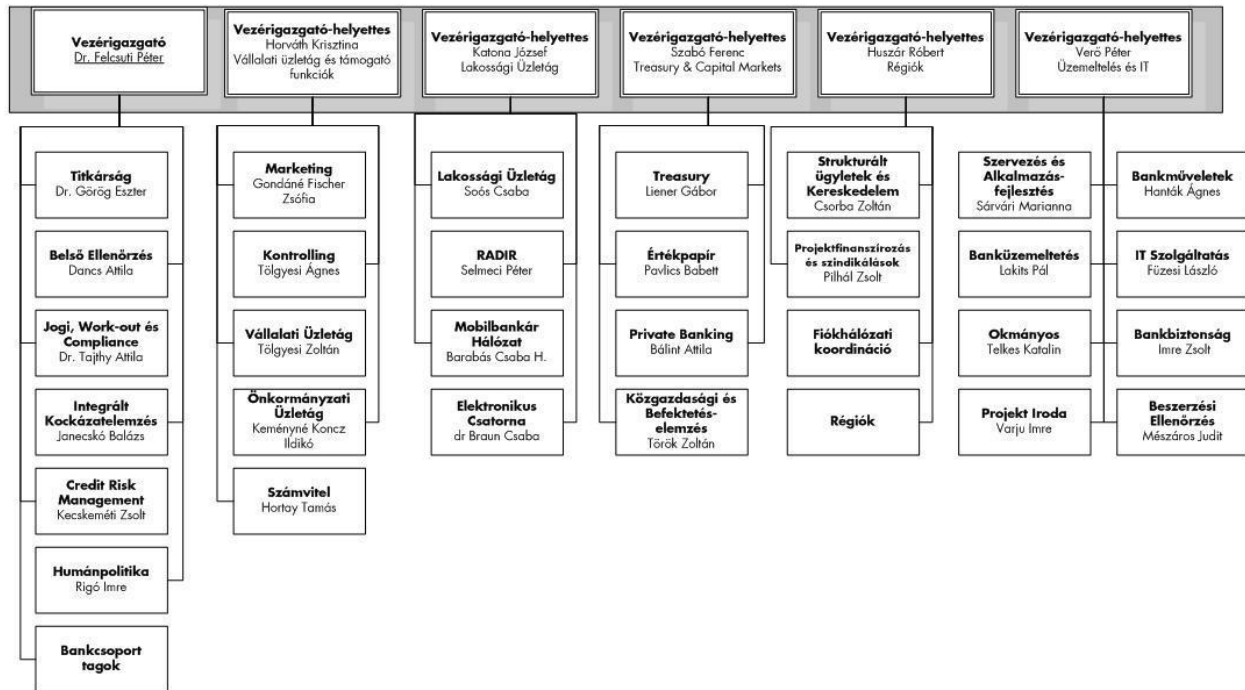 Vezérigazgató
Dr. Felcsuti Péter
Vezérigazgató-helyettes
Horváth Krisztina
Vállalati üzletág és támogató
funkciók
Vezérigazgató-helyettes
Katona József
Lakossági Üzletág
Vezérigazgató-helyettes
Szabó Ferenc
Treasury & Capital Markets
Vezérigazgató-helyettes
Huszár Róbert
Régiók
Vezérigazgató-helyettes
Verő Péter
Üzemeltelés és IT
Titkárság
Dr. Görög Eszter
Belső Ellenőrzés
Dancs Attila
Jogi, Work-out és
Compliance
Dr. Tajthy Attila
Integrált
Kockázatelemzés
Janecskó Balázs
Credit Risk
Management
Kecskeméti Zsolt
Humánpolitika
Rigó Imre
Bankcsoport
tagok
Marketing
Gondáné Fischer
Zsófia
Kontrolling
Tölgyesi Ágnes
Vállalati Üzletág
Tölgyesi Zoltán
Önkormányzati
Üzletág
Keményné Koncz
Ildikó
Számvitel
Hortay Tamás
Lakossági Üzletág
Soós Csaba
RADIR
Selmeci Péter
Mobilbankár
Hálózat
Barabás Csaba H.
Elektronikus
Csatorna
dr Braun Csaba
Treasury
Liener Gábor
Értékpapír
Pavlics Babett
Private Banking
Bálint Attila
Közgazdasági és
Befektetés-
elemzés
Török Zoltán
Strukturált
ügyletek és
Kereskedelem
Csorba Zoltán
Projektfinanszírozás
és szindikálások
Pilhál Zsolt
Fiókhálózati
koordináció
Régiók
Szervezés és
Alkalmazás-
fejlesztés
Sárvári Marianna
Banküzemeltetés
Lakits Pál
Okmányos
Telkes Katalin
Projekt Iroda
Varju Imre
Bankműveletek
Hanták Ágnes
IT Szolgáltatás
Füzesi László
Bankbiztonság
Imre Zsolt
Beszerzési
Ellenőrzés
Mészáros Judit